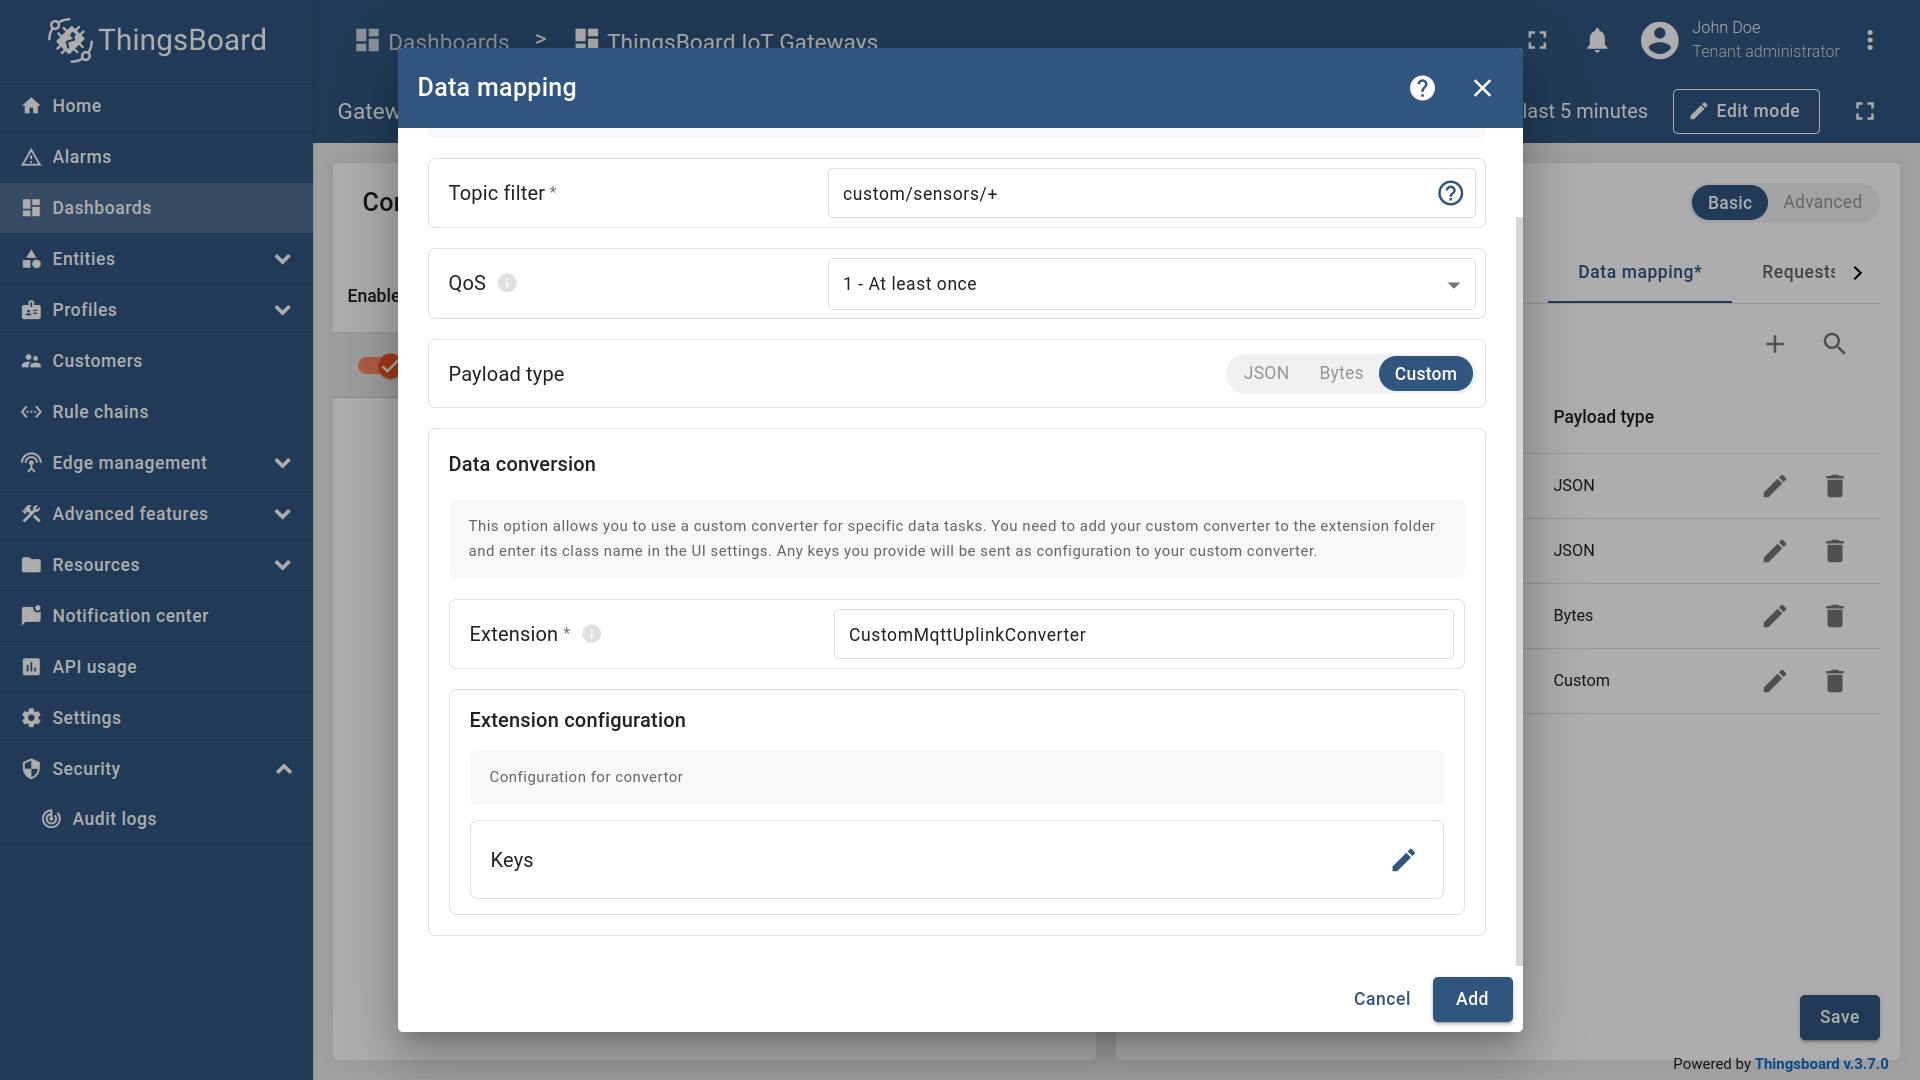 ThingsBoard
Home
Alarms
Dashboards
Entities
Profiles
Customers
Rule chains
Edge management
Advanced features
Resources
Notification center
API usage
Settings
Security
Audit logs
Dashboards > ThingsBoard IoT Gateways
John Doe
Tenant administrator
last 5 minutes
Edit mode
Data mapping
Topic filter *
custom/sensors/+
QoS
1 - At least once
Payload type
JSON Bytes Custom
Data conversion
This option allows you to use a custom converter for specific data tasks. You need to add your custom converter to the extension folder
and enter its class name in the UI settings. Any keys you provide will be sent as configuration to your custom converter.
Extension *
CustomMqttUplinkConverter
Extension configuration
Configuration for convertor
Keys
Cancel
Add
Basic Advanced
Data mapping* Requests
Payload type
JSON
JSON
Bytes
Custom
Save
Powered by Thingsboard v.3.7.0